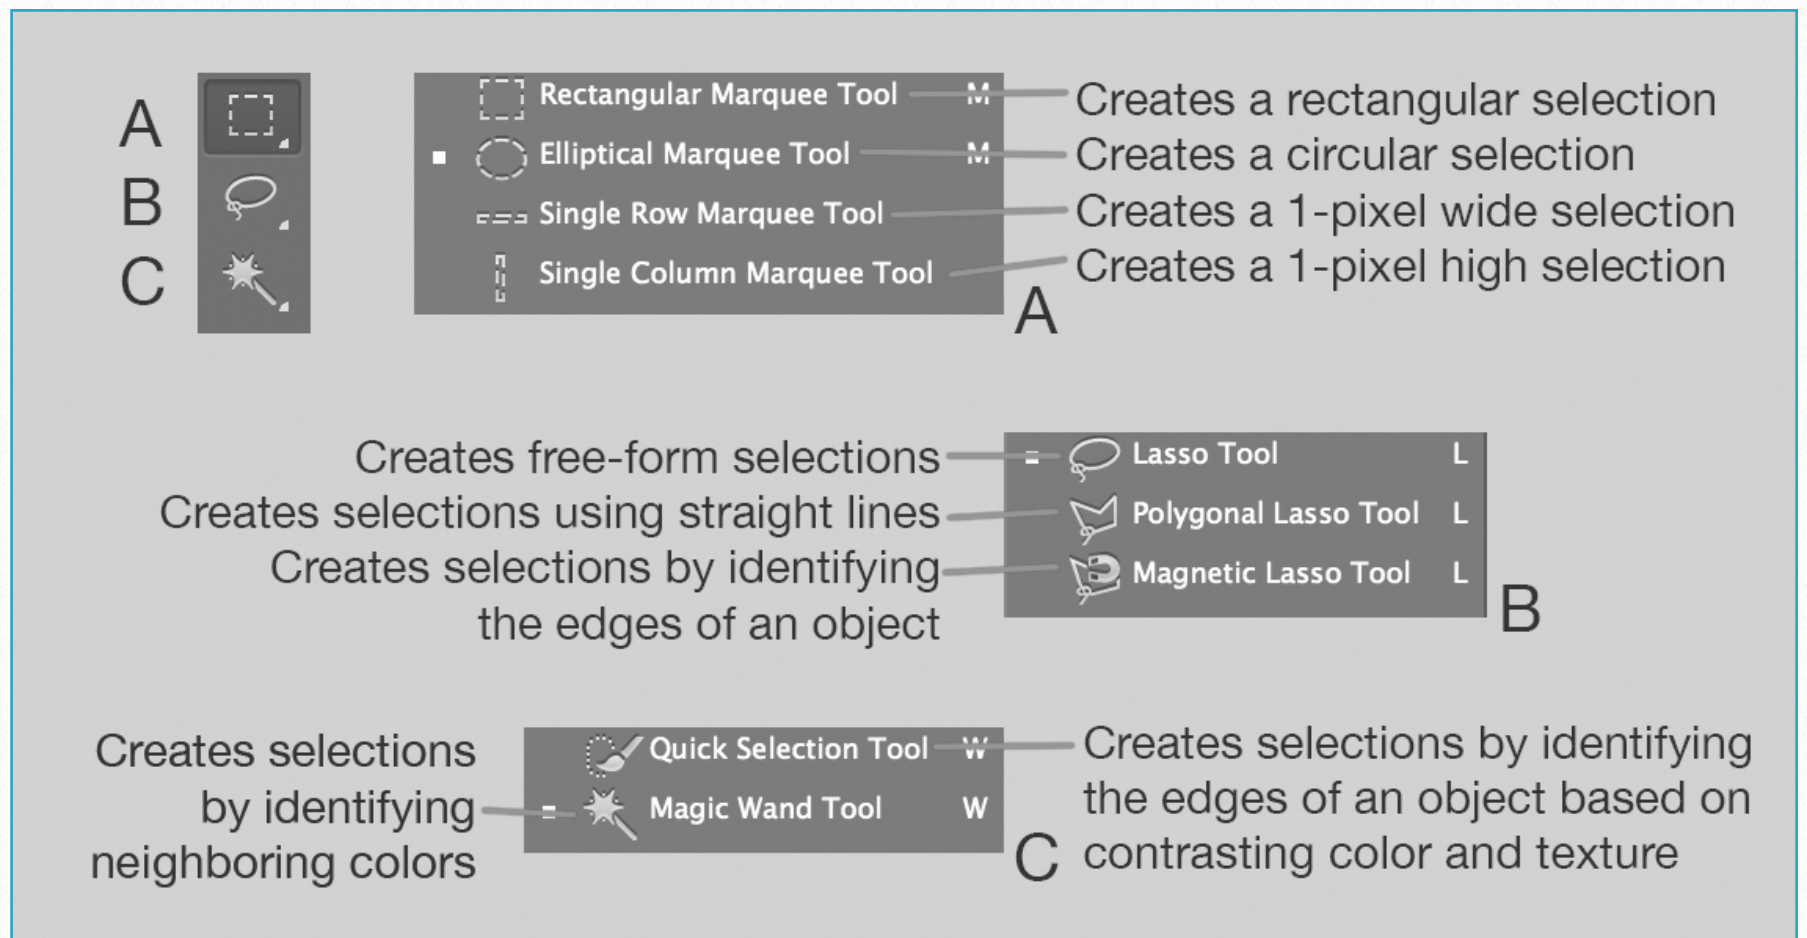 A
B
C
Rectangular Marquee Tool M
Elliptical Marquee Tool M
Single Row Marquee Tool
Single Column Marquee Tool
Creates a rectangular selection
Creates a circular selection
Creates a 1-pixel wide selection
Creates a 1-pixel high selection
A
Creates free-form selections
Creates selections using straight lines
Creates selections by identifying
the edges of an object
Lasso Tool L
Polygonal Lasso Tool L
Magnetic Lasso Tool L
B
Creates selections
by identifying
neighboring colors
Quick Selection Tool W
Magic Wand Tool W
C
Creates selections by identifying
the edges of an object based on
contrasting color and texture